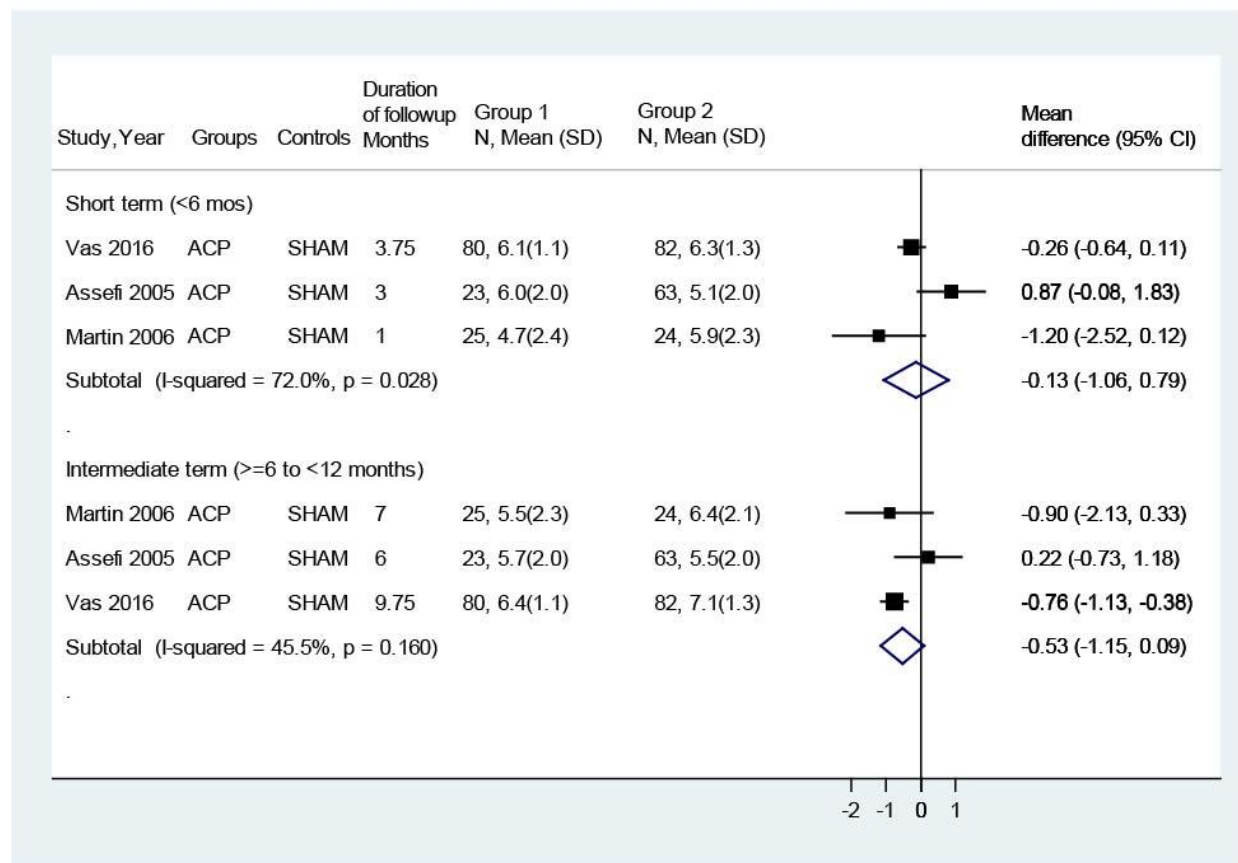 Study,Year Groups Controls Duration of followup Months Group 1 N, Mean (SD) Group 2 N, Mean (SD) Mean difference (95% CI)
Short term (<6 mos)
Vas 2016 ACP SHAM 3.75 80, 6.1(1.1) 82, 6.3(1.3) -0.26 (-0.64, 0.11)
Assefi 2005 ACP SHAM 3 23, 6.0(2.0) 63, 5.1(2.0) 0.87 (-0.08, 1.83)
Martin 2006 ACP SHAM 1 25, 4.7(2.4) 24, 5.9(2.3) -1.20 (-2.52, 0.12)
Subtotal (I-squared = 72.0%, p = 0.028) -0.13 (-1.06, 0.79)
.
Intermediate term (>=6 to <12 months)
Martin 2006 ACP SHAM 7 25, 5.5(2.3) 24, 6.4(2.1) -0.90 (-2.13, 0.33)
Assefi 2005 ACP SHAM 6 23, 5.7(2.0) 63, 5.5(2.0) 0.22 (-0.73, 1.18)
Vas 2016 ACP SHAM 9.75 80, 6.4(1.1) 82, 7.1(1.3) -0.76 (-1.13, -0.38)
Subtotal (I-squared = 45.5%, p = 0.160) -0.53 (-1.15, 0.09)
.
-2 -1 0 1